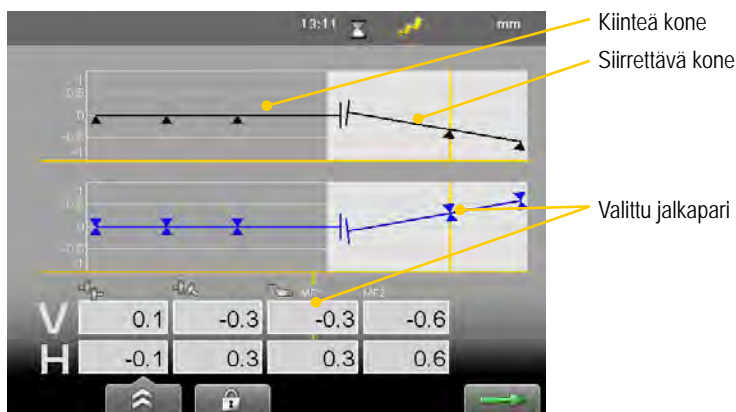 13:11 mm
Kiinteä kone
Siirrettävä kone
1
0.5
0
-0.5
-1
1
0.5
0
-0.5
-1
Valittu jalkapari
MF1 MF2
V 0.1 -0.3 -0.3 -0.6
H -0.1 0.3 0.3 0.6